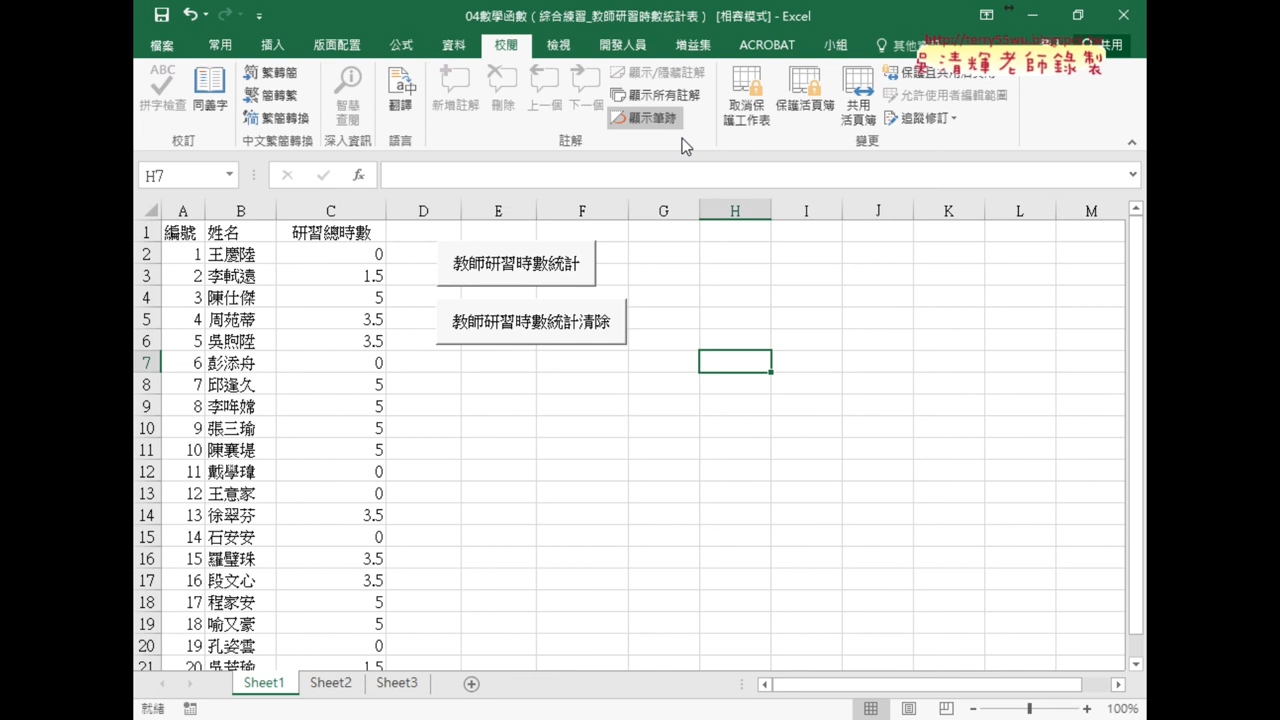 04數學函數（綜合練習_教師研習時數統計表） [相容模式] - Excel
檔案 常用 插入 版面配置 公式 資料 校閱 檢視 開發人員 增益集 ACROBAT 小組 共用
吳清輝老師錄製
ABC 拼字檢查 同義字 校訂
簡 繁轉簡
繁 簡轉繁
簡 繁簡轉換
中文繁簡轉換
智慧查閱 深入資訊
翻譯 語言
新增註解 刪除 上一個 下一個
顯示/隱藏註解
顯示所有註解
顯示筆跡
註解
取消保護工作表 保護活頁簿 共用活頁簿
允許使用者編輯範圍
追蹤修訂
變更
H7 fx
A B C D E F G H I J K L M
1 編號 姓名 研習總時數
2 1 王慶陸 0
3 2 李軾遠 1.5
4 3 陳仕傑 5
5 4 周苑蒂 3.5
6 5 吳煦陞 3.5
7 6 彭添舟 0
8 7 邱逢久 5
9 8 李哖嫦 5
10 9 張三瑜 5
11 10 陳襄堤 5
12 11 戴學瑋 0
13 12 王意家 0
14 13 徐翠芬 3.5
15 14 石安安 0
16 15 羅璧珠 3.5
17 16 段文心 3.5
18 17 程家安 5
19 18 喻又豪 5
20 19 孔姿雲 0
21 20 1.5
教師研習時數統計
教師研習時數統計清除
Sheet1 Sheet2 Sheet3
就緒 100%